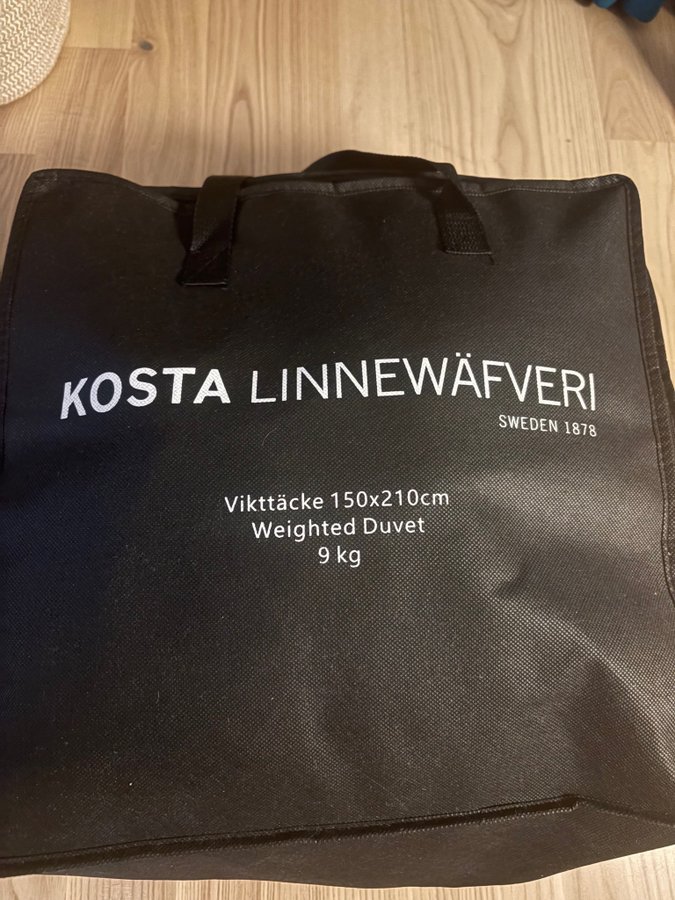 KOSTA LINNEWÄFVERI
SWEDEN 1878
Vikttäcke 150x210cm
Weighted Duvet
9 kg